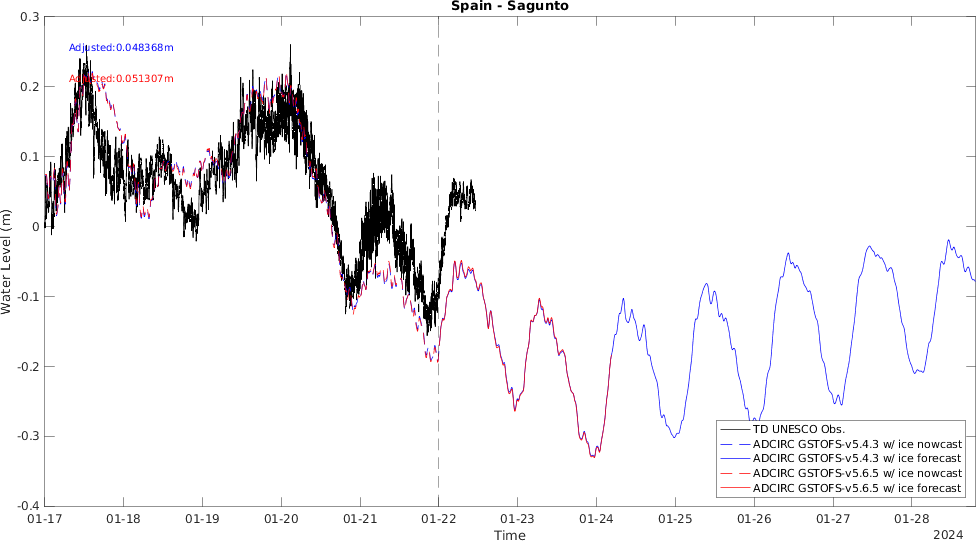 Spain - Sagunto
Adjusted:0.048368m
Adjusted:0.051307m
0.3
0.2
0.1
0
-0.1
-0.2
-0.3
-0.4
Water Level (m)
TD UNESCO Obs.
ADCIRC GSTOFS-v5.4.3 w/ ice nowcast
ADCIRC GSTOFS-v5.4.3 w/ ice forecast
ADCIRC GSTOFS-v5.6.5 w/ ice nowcast
ADCIRC GSTOFS-v5.6.5 w/ ice forecast
01-17 01-18 01-19 01-20 01-21 01-22 01-23 01-24 01-25 01-26 01-27 01-28
Time
2024